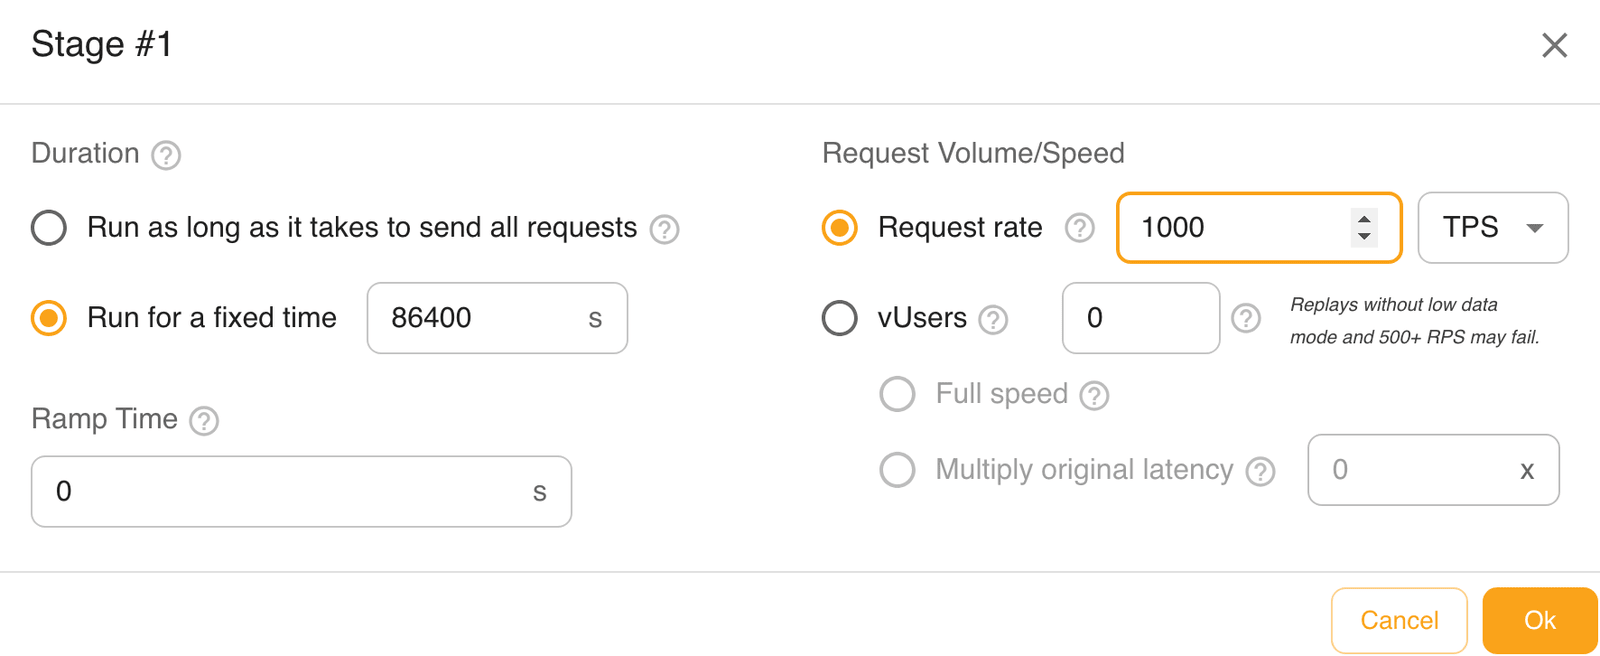 Stage #1
Duration
Run as long as it takes to send all requests
Run for a fixed time 86400 s
Ramp Time
0 s
Request Volume/Speed
Request rate 1000 TPS
vUsers 0
Replays without low data
mode and 500+ RPS may fail.
Full speed
Multiply original latency 0 x
Cancel Ok